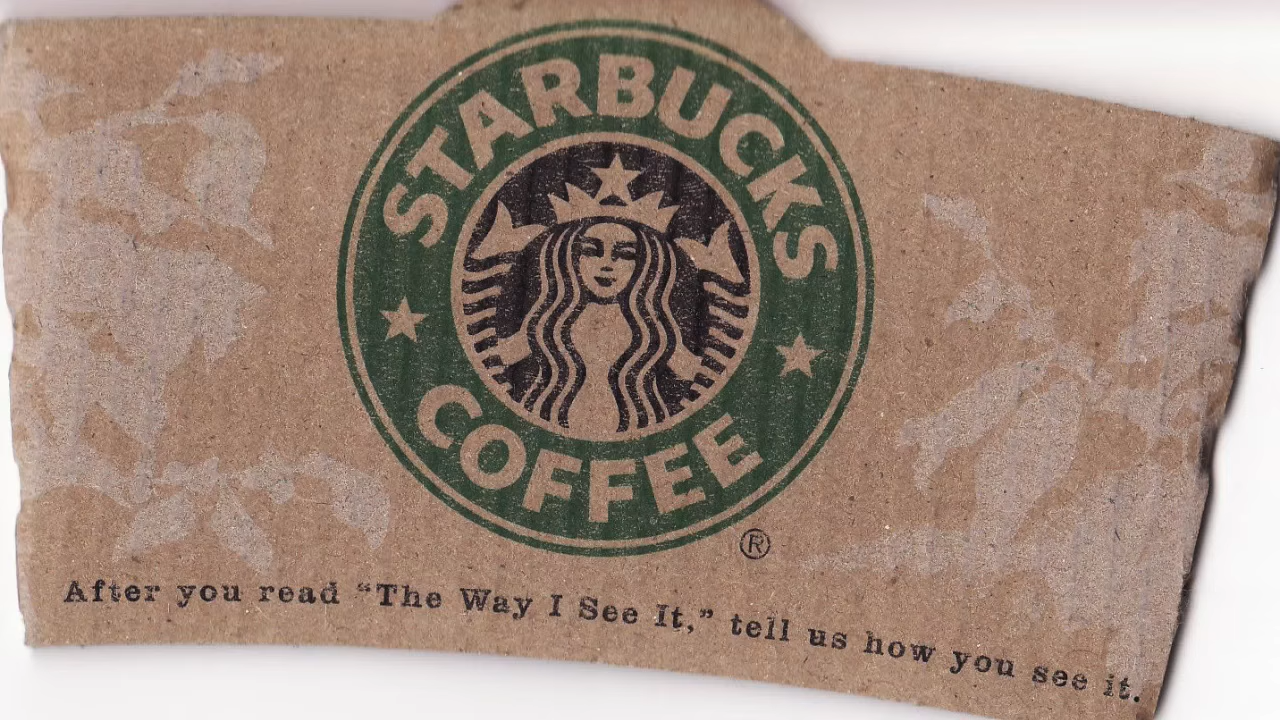 STARBUCKS
COFFEE
®
After you read “The Way I See It,” tell us how you see it.